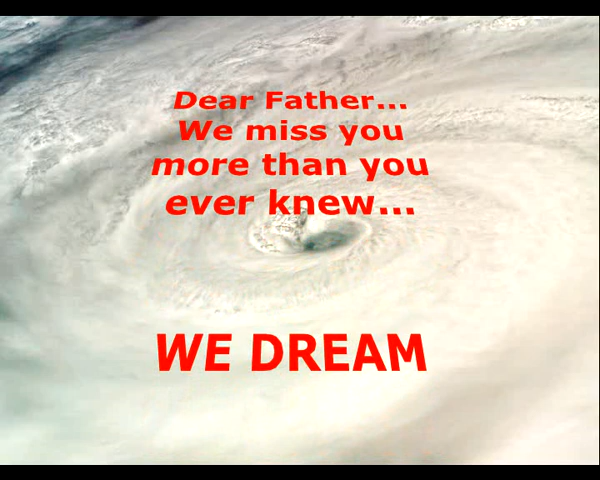 Dear Father...
We miss you
more than you
ever knew...
WE DREAM